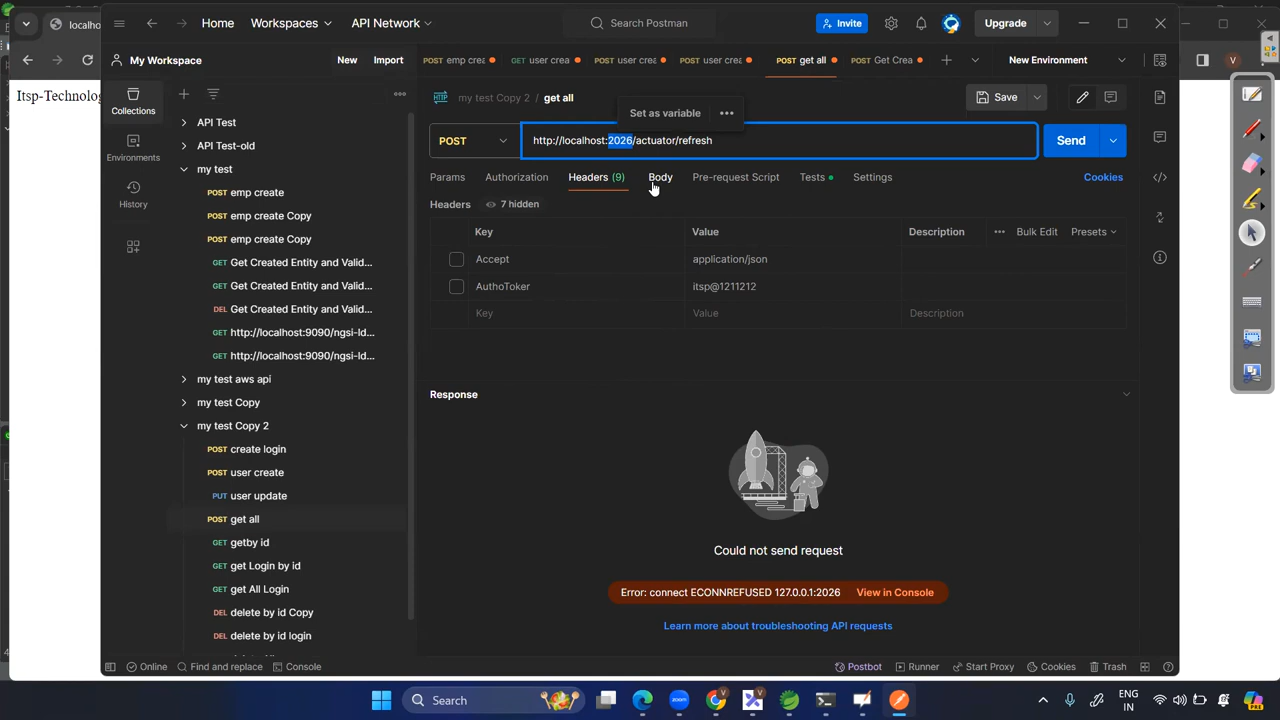 localho
Home
Workspaces
API Network
Search Postman
Invite
Upgrade
My Workspace
New
Import
POST emp crea
GET user crea
POST user crea
POST user crea
POST get all
POST Get Crea
New Environment
Itsp-Technolog
Collections
Environments
History
API Test
API Test-old
my test
POST emp create
POST emp create Copy
POST emp create Copy
GET Get Created Entity and Valid...
GET Get Created Entity and Valid...
DEL Get Created Entity and Valid...
GET http://localhost:9090/ngsi-ld...
GET http://localhost:9090/ngsi-ld...
my test aws api
my test Copy
my test Copy 2
POST create login
POST user create
PUT user update
POST get all
GET getby id
GET get Login by id
GET get All Login
DEL delete by id Copy
DEL delete by id login
HTTP
my test Copy 2 / get all
Save
Set as variable
POST
http://localhost:2026/actuator/refresh
Send
Params
Authorization
Headers (9)
Body
Pre-request Script
Tests
Settings
Cookies
Headers
7 hidden
Key
Value
Description
Bulk Edit
Presets
Accept
application/json
AuthoToker
itsp@1211212
Key
Value
Description
Response
Could not send request
Error: connect ECONNREFUSED 127.0.0.1:2026
View in Console
Learn more about troubleshooting API requests
Online
Find and replace
Console
Postbot
Runner
Start Proxy
Cookies
Trash
Search
zoom
ENG
IN
PRE